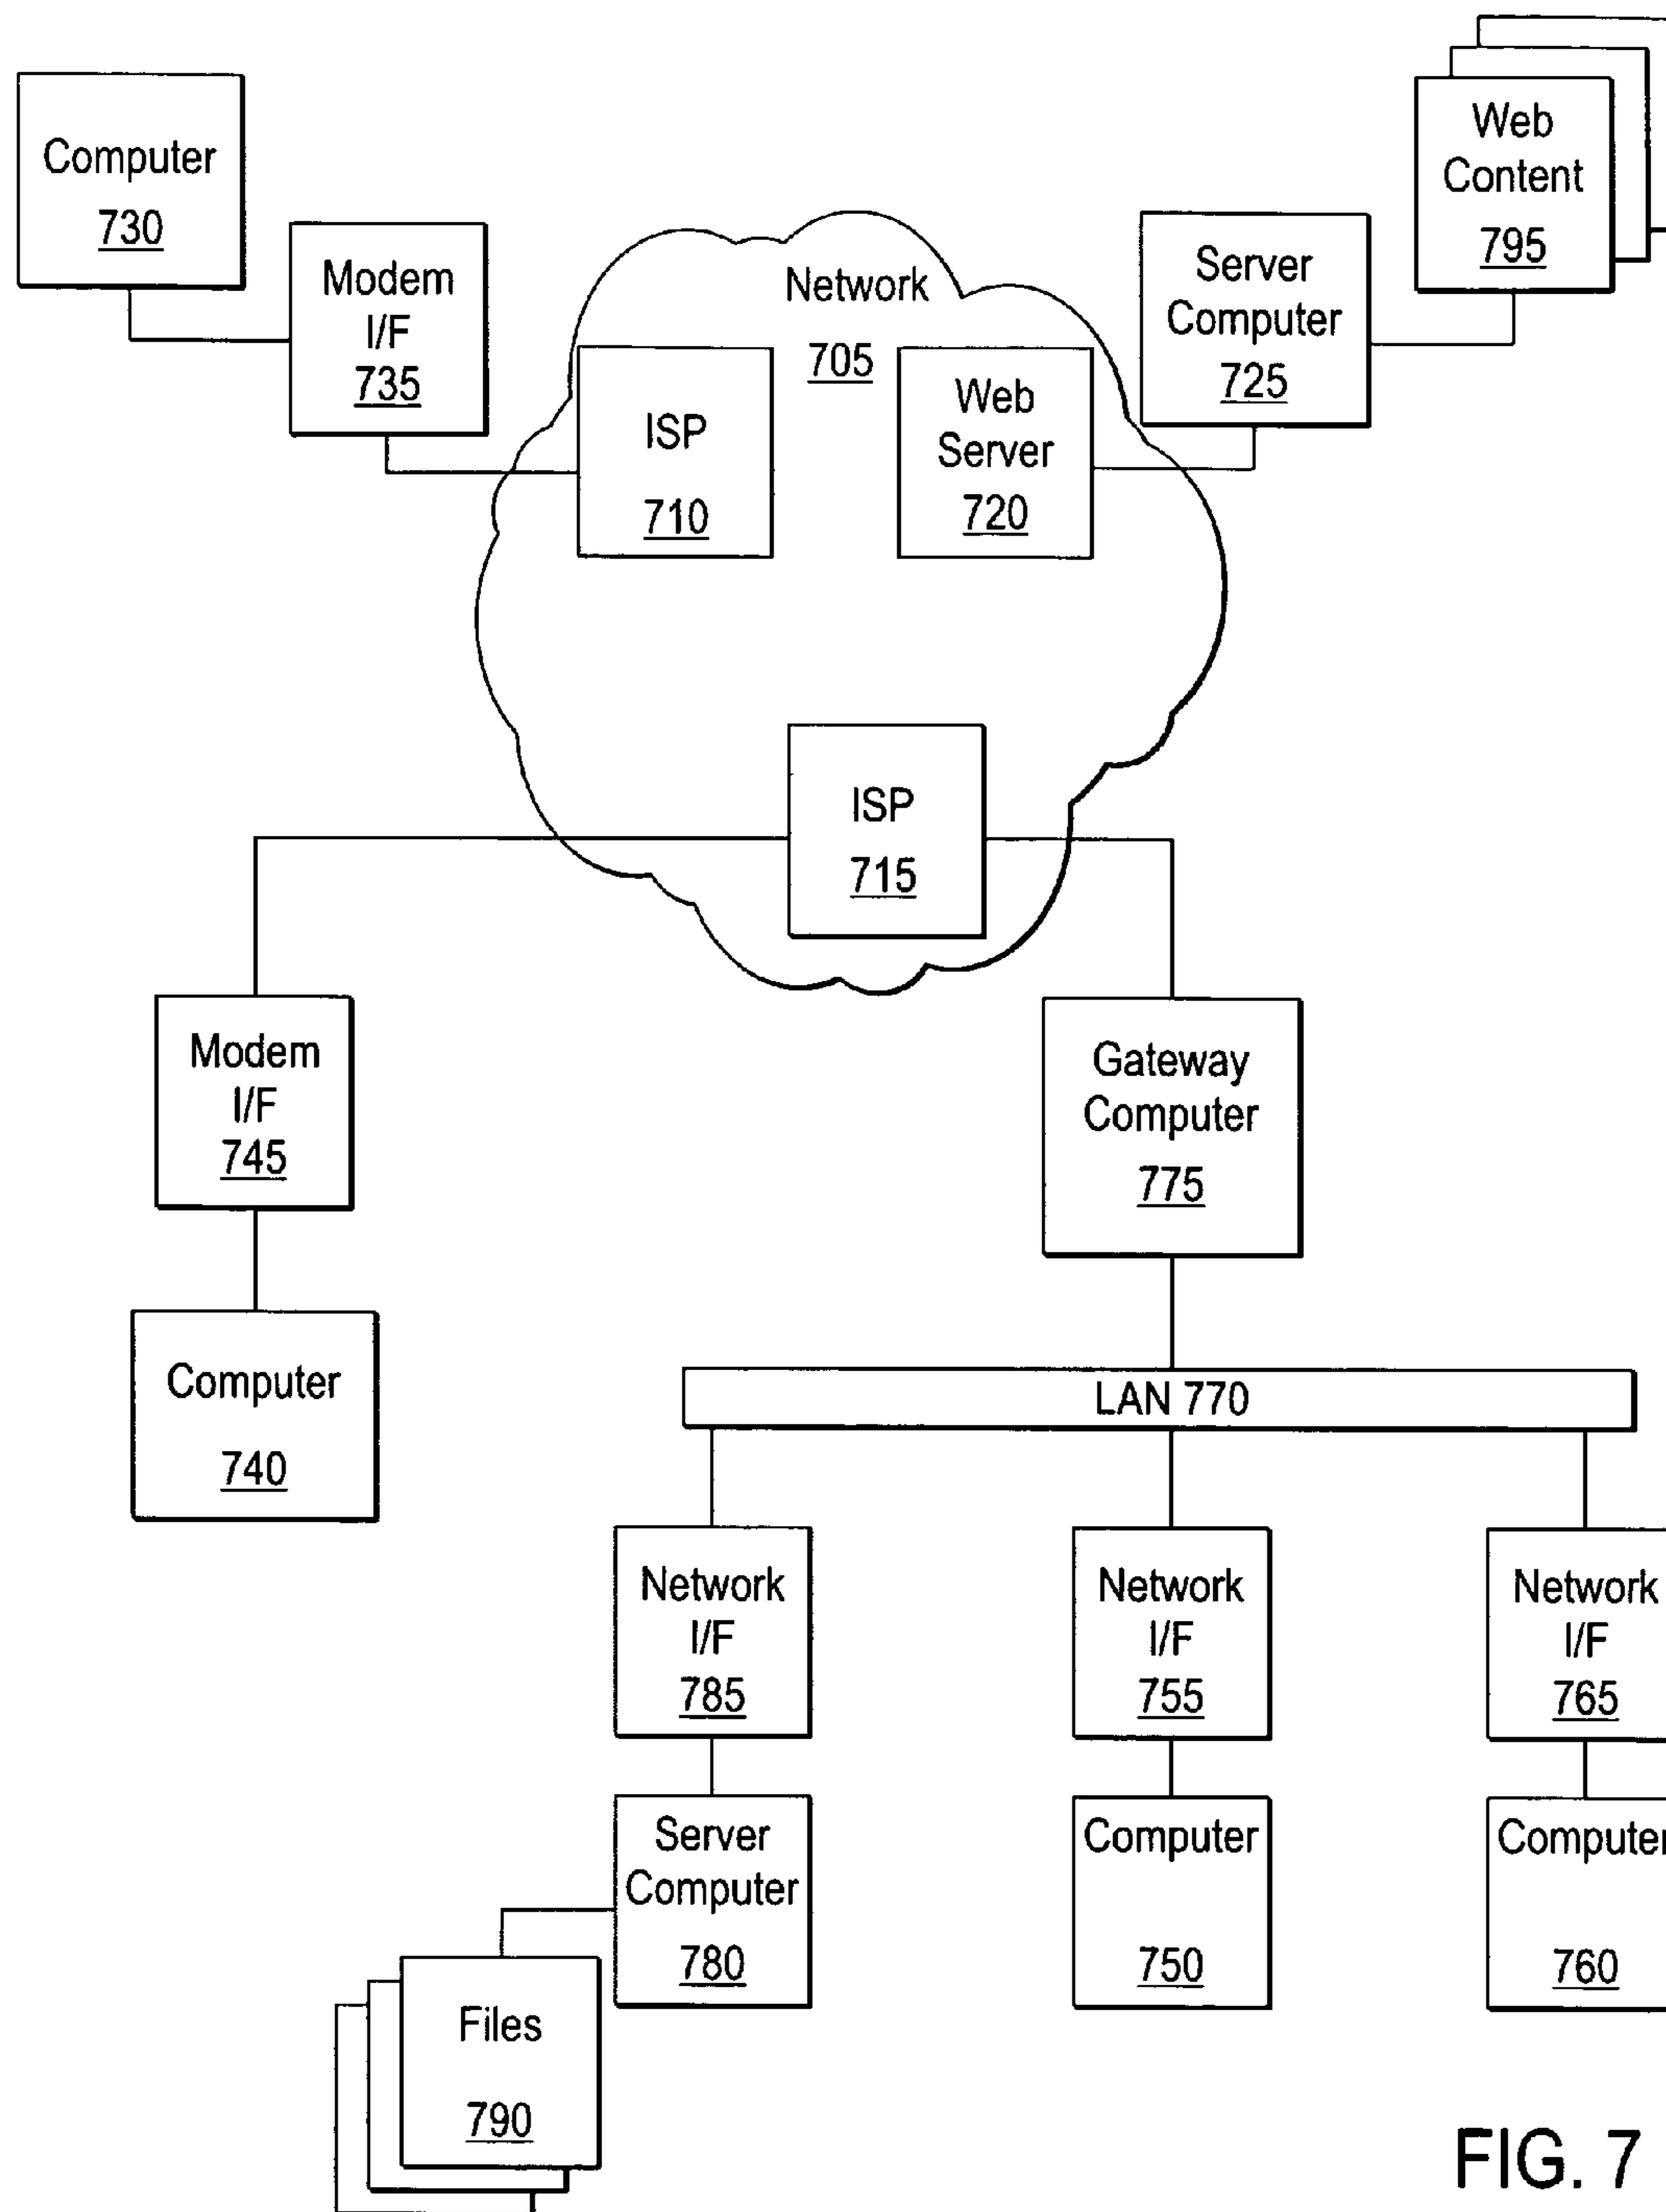 Computer
730
Modem
I/F
735
Network
705
ISP
710
Web
Server
720
Server
Computer
725
Web
Content
795
ISP
715
Modem
I/F
745
Computer
740
Gateway
Computer
775
LAN 770
Network
I/F
785
Network
I/F
755
Network
I/F
765
Server
Computer
780
Computer
750
Computer
760
Files
790
FIG. 7